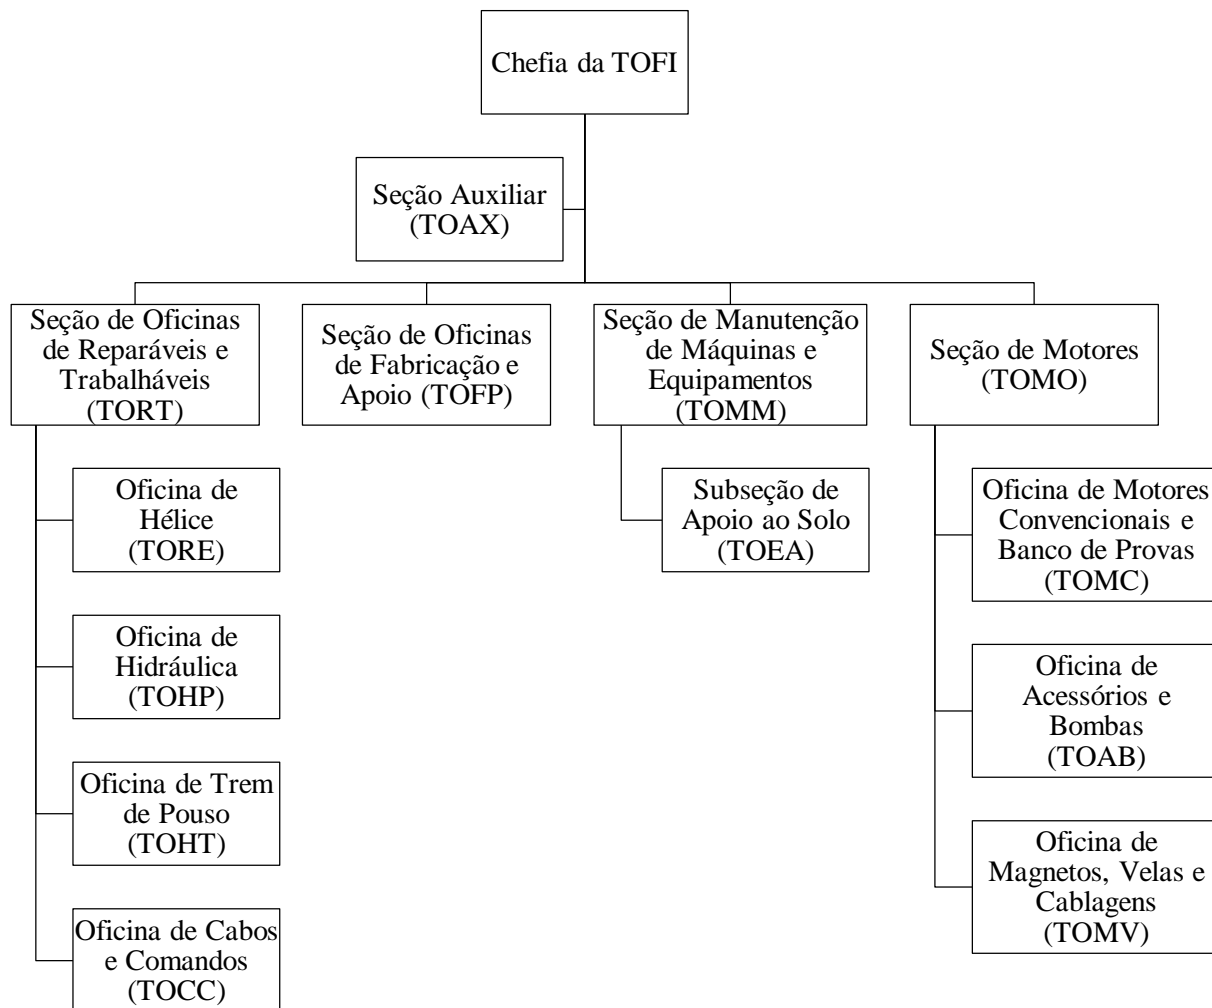 Chefia da TOFI
Seção Auxiliar
(TOAX)
Seção de Oficinas
de Reparáveis e
Trabalháveis
(TORT)
Seção de Oficinas
de Fabricação e
Apoio (TOFP)
Seção de Manutenção
de Máquinas e
Equipamentos
(TOMM)
Seção de Motores
(TOMO)
Oficina de
Hélice
(TORE)
Oficina de
Hidráulica
(TOHP)
Oficina de Trem
de Pouso
(TOHT)
Oficina de Cabos
e Comandos
(TOCC)
Subseção de
Apoio ao Solo
(TOEA)
Oficina de Motores
Convencionais e
Banco de Provas
(TOMC)
Oficina de
Acessórios e
Bombas
(TOAB)
Oficina de
Magnetos, Velas e
Cablagens
(TOMV)